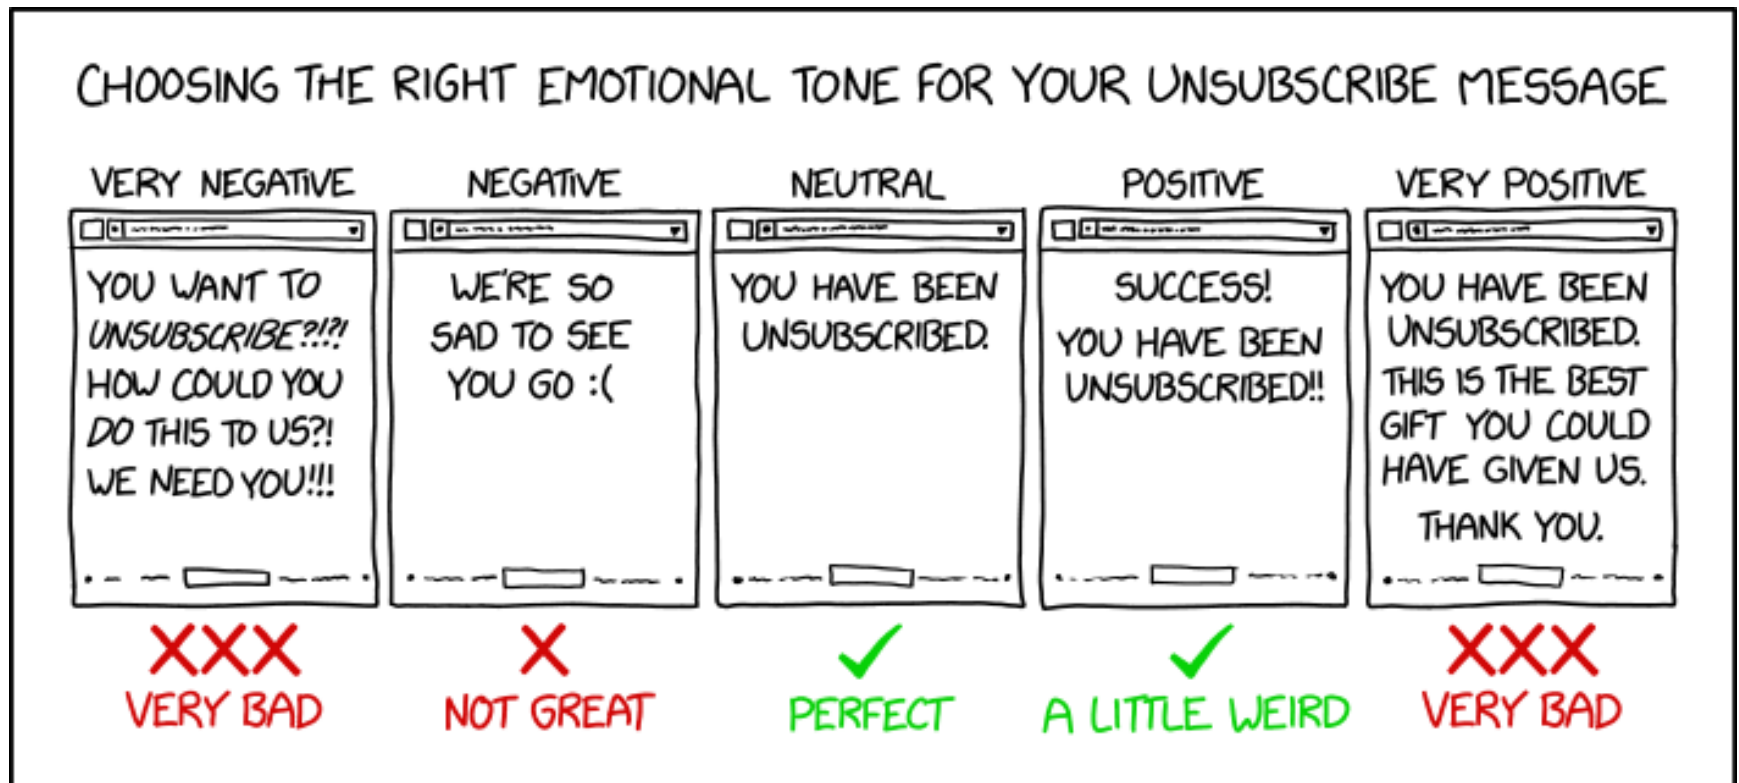 CHOOSING THE RIGHT EMOTIONAL TONE FOR YOUR UNSUBSCRIBE MESSAGE
VERY NEGATIVE
YOU WANT TO
UNSUBSCRIBE?!?!
HOW COULD YOU
DO THIS TO US?!
WE NEED YOU!!!
XXX
VERY BAD
NEGATIVE
WE'RE SO
SAD TO SEE
YOU GO :(
X
NOT GREAT
NEUTRAL
YOU HAVE BEEN
UNSUBSCRIBED.
✓
PERFECT
POSITIVE
SUCCESS!
YOU HAVE BEEN
UNSUBSCRIBED!!
✓
A LITTLE WEIRD
VERY POSITIVE
YOU HAVE BEEN
UNSUBSCRIBED.
THIS IS THE BEST
GIFT YOU COULD
HAVE GIVEN US.
THANK YOU.
XXX
VERY BAD